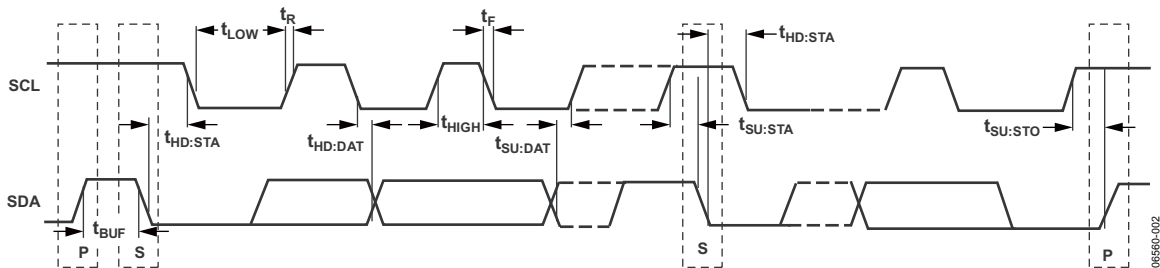 tR
tF
tLOW
tHD:STA
SCL
tHD:STA
tHD:DAT
tHIGH
tSU:DAT
tSU:STA
tSU:STO
SDA
tBUF
P
S
S
P
06560-002